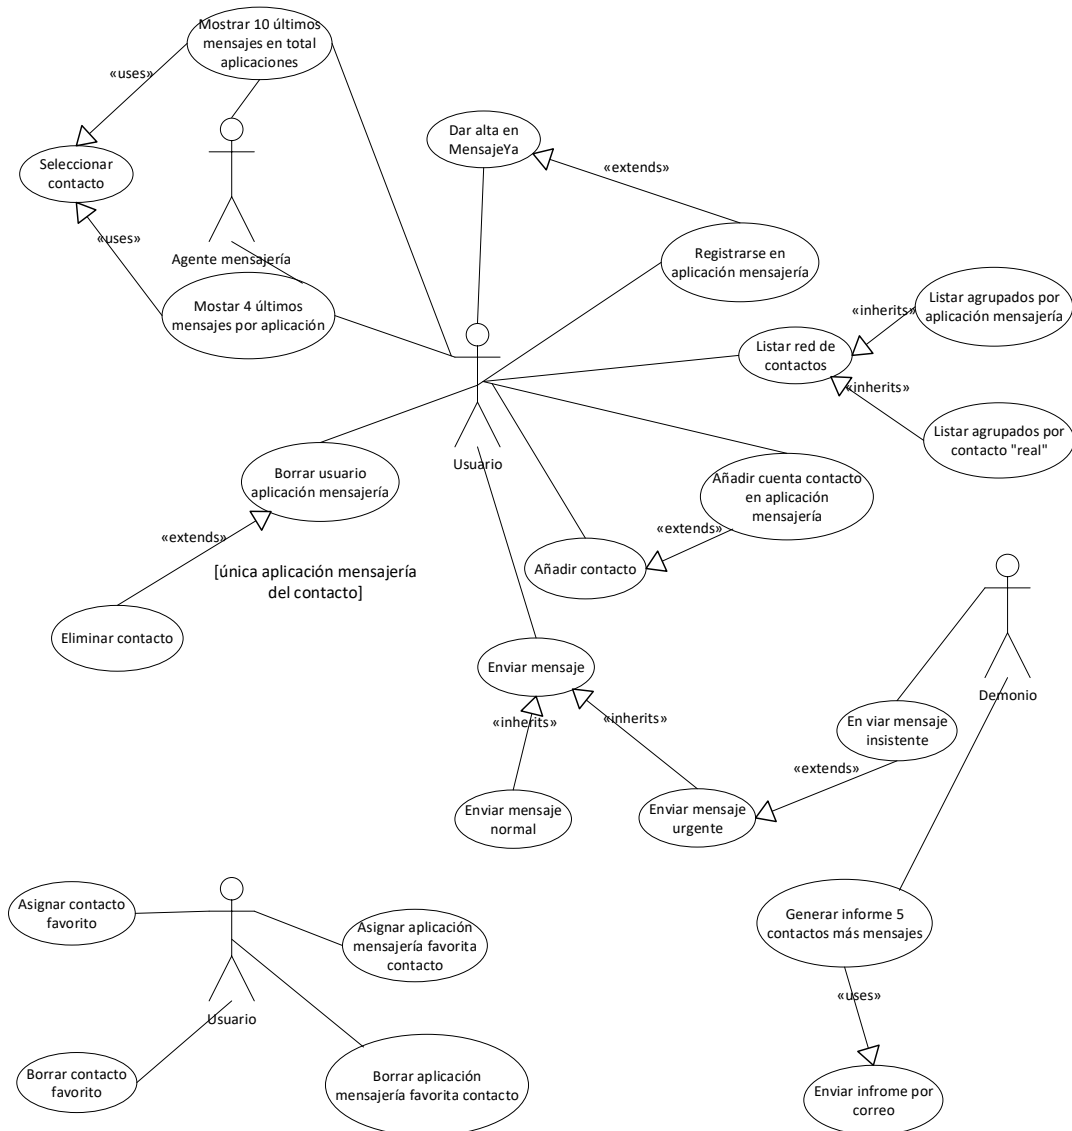 Mostrar 10 últimos
mensajes en total
aplicaciones
«uses»
Seleccionar
contacto
«uses»
Agente mensajería
Mostar 4 últimos
mensajes por aplicación
Dar alta en
MensajeYa
«extends»
Registrarse en
aplicación mensajería
Listar agrupados por
aplicación mensajería
«inherits»
Listar red de
contactos
«inherits»
Listar agrupados por
contacto "real"
Usuario
Borrar usuario
aplicación mensajería
Añadir cuenta contacto
en aplicación
mensajería
«extends»
«extends»
[única aplicación mensajería
del contacto]
Añadir contacto
Eliminar contacto
Enviar mensaje
Demonio
«inherits»
«inherits»
En viar mensaje
insistente
«extends»
Enviar mensaje
normal
Enviar mensaje
urgente
Asignar contacto
favorito
Asignar aplicación
mensajería favorita
contacto
Generar informe 5
contactos más mensajes
«uses»
Usuario
Borrar contacto
favorito
Borrar aplicación
mensajería favorita contacto
Enviar infrome por
correo